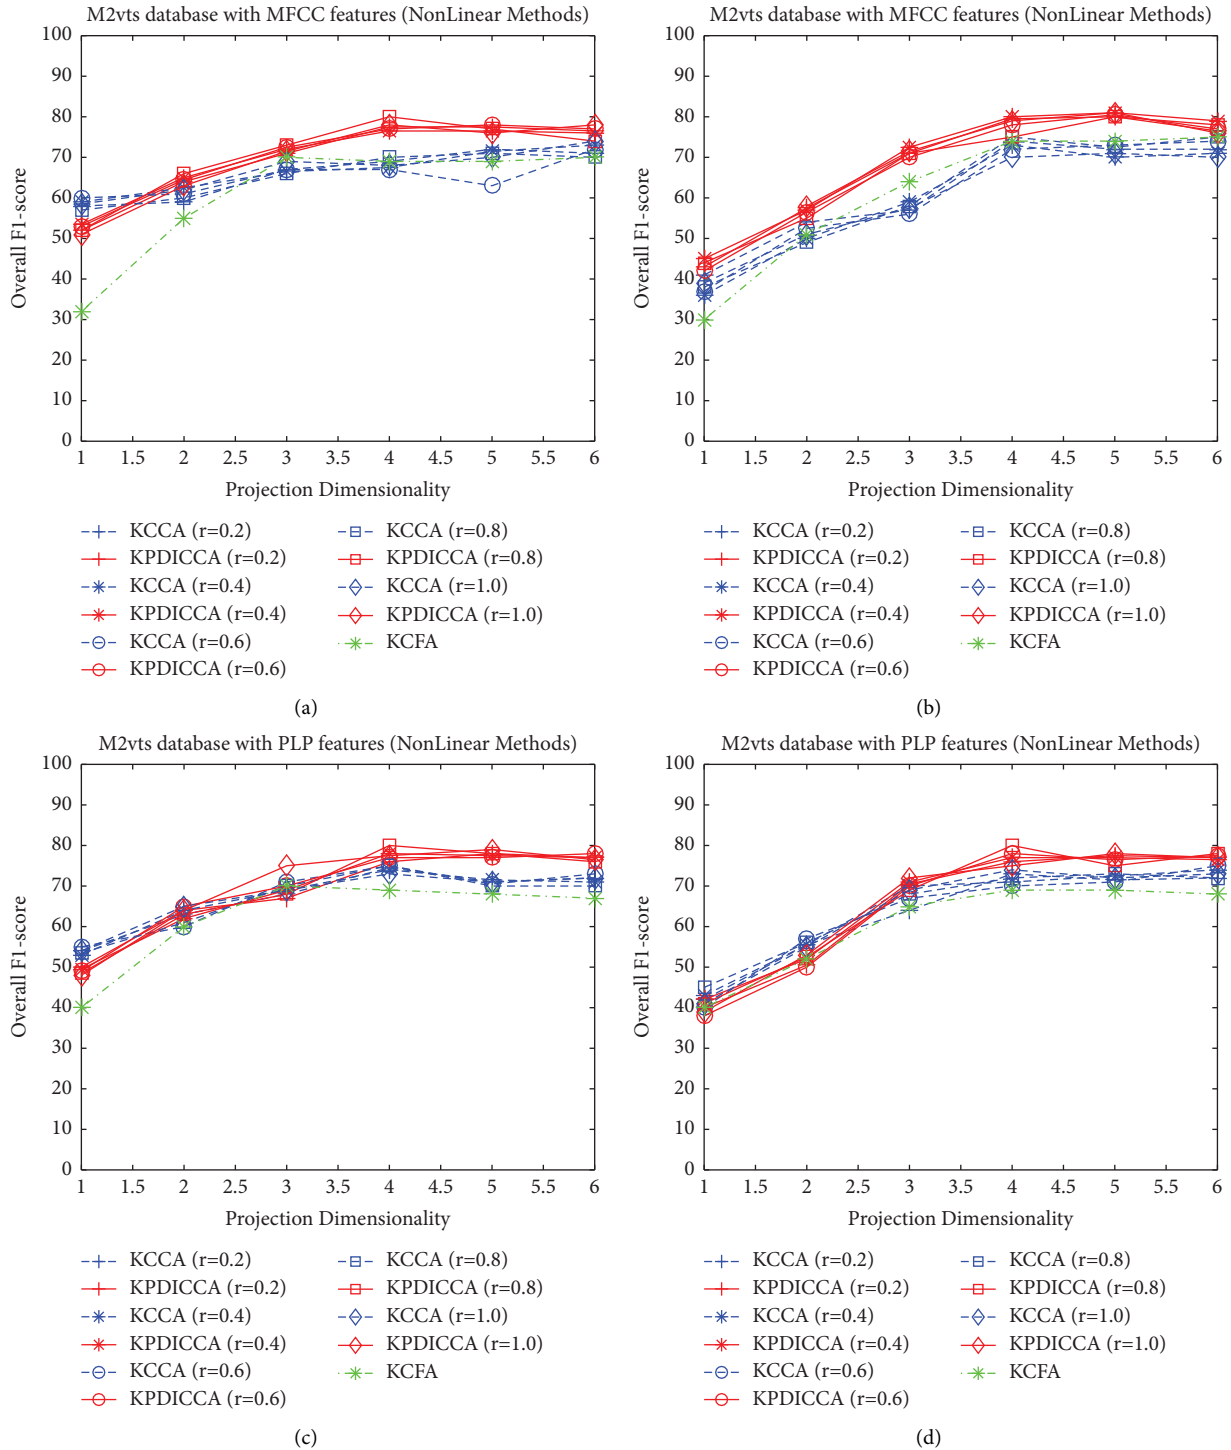 M2vts database with MFCC features (NonLinear Methods)
100
90
80
70
60
50
40
30
20
10
0
Overall F1-score
1 1.5 2 2.5 3 3.5 4 4.5 5 5.5 6
Projection Dimensionality
KCCA (r=0.2)
KPDICCA (r=0.2)
KCCA (r=0.4)
KPDICCA (r=0.4)
KCCA (r=0.6)
KPDICCA (r=0.6)
KCCA (r=0.8)
KPDICCA (r=0.8)
KCCA (r=1.0)
KPDICCA (r=1.0)
KCFA
(a)
M2vts database with MFCC features (NonLinear Methods)
100
90
80
70
60
50
40
30
20
10
0
Overall F1-score
1 1.5 2 2.5 3 3.5 4 4.5 5 5.5 6
Projection Dimensionality
KCCA (r=0.2)
KPDICCA (r=0.2)
KCCA (r=0.4)
KPDICCA (r=0.4)
KCCA (r=0.6)
KPDICCA (r=0.6)
KCCA (r=0.8)
KPDICCA (r=0.8)
KCCA (r=1.0)
KPDICCA (r=1.0)
KCFA
(b)
M2vts database with PLP features (NonLinear Methods)
100
90
80
70
60
50
40
30
20
10
0
Overall F1-score
1 1.5 2 2.5 3 3.5 4 4.5 5 5.5 6
Projection Dimensionality
KCCA (r=0.2)
KPDICCA (r=0.2)
KCCA (r=0.4)
KPDICCA (r=0.4)
KCCA (r=0.6)
KPDICCA (r=0.6)
KCCA (r=0.8)
KPDICCA (r=0.8)
KCCA (r=1.0)
KPDICCA (r=1.0)
KCFA
(c)
M2vts database with PLP features (NonLinear Methods)
100
90
80
70
60
50
40
30
20
10
0
Overall F1-score
1 1.5 2 2.5 3 3.5 4 4.5 5 5.5 6
Projection Dimensionality
KCCA (r=0.2)
KPDICCA (r=0.2)
KCCA (r=0.4)
KPDICCA (r=0.4)
KCCA (r=0.6)
KPDICCA (r=0.6)
KCCA (r=0.8)
KPDICCA (r=0.8)
KCCA (r=1.0)
KPDICCA (r=1.0)
KCFA
(d)